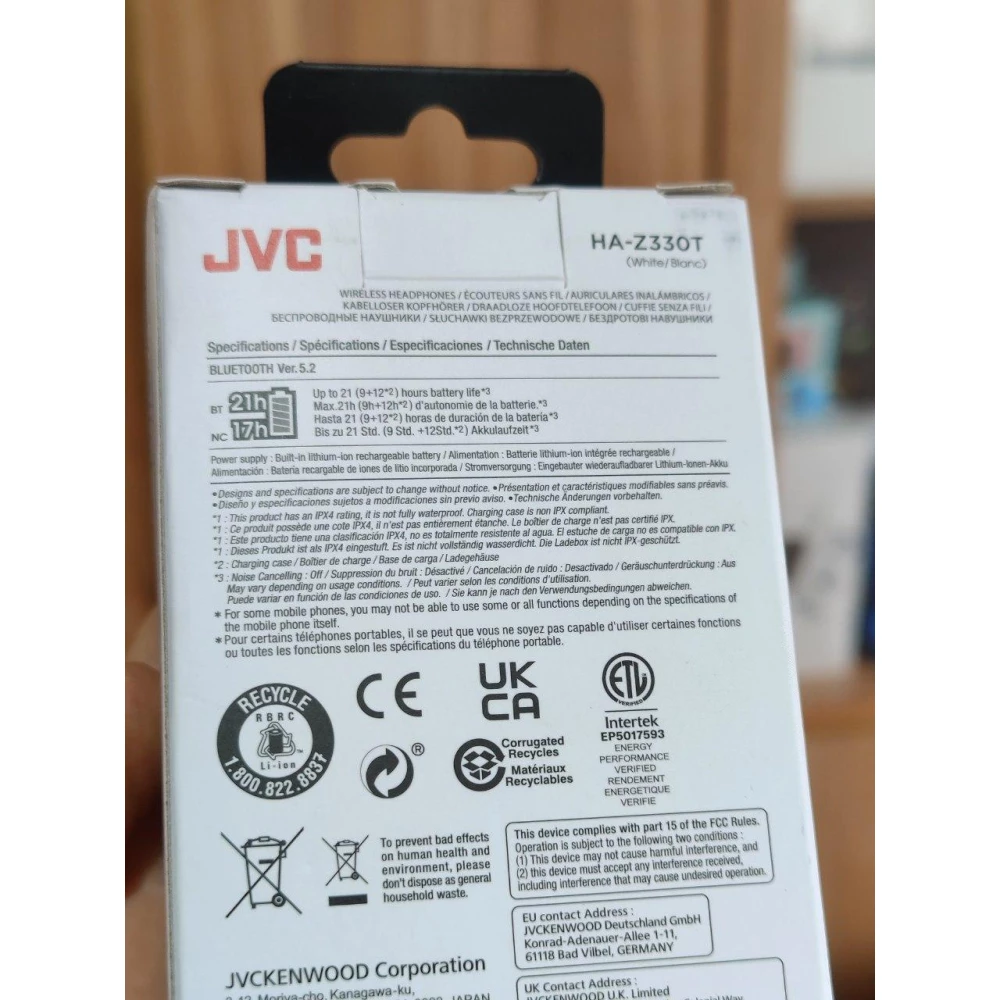 JVC
HA-Z330T
(White/Blanc)
WIRELESS HEADPHONES / ÉCOUTEURS SANS FIL / AURICULARES INALÁMBRICOS /
KABELLOSER KOPFHÖRER / DRAADLOZE HOOFDTELEFOON / CUFFIE SENZA FILI /
БЕСПРОВОДНЫЕ НАУШНИКИ / SŁUCHAWKI BEZPRZEWODOWE / БЕЗДРОТОВІ НАВУШНИКИ
Specifications / Spécifications / Especificaciones / Technische Daten
BLUETOOTH Ver.5.2
BT 21h
NC 17h
Up to 21 (9+12*2) hours battery life*3
Max.21h (9h+12h*2) d'autonomie de la batterie.*3
Hasta 21 (9+12*2) horas de duración de la batería*3
Bis zu 21 Std. (9 Std. +12Std.*2) Akkulaufzeit*3
Power supply : Built-in lithium-ion rechargeable battery / Alimentation : Batterie lithium-ion intégrée rechargeable /
Alimentación : Batería recargable de iones de litio incorporada / Stromversorgung : Eingebauter wiederaufladbarer Lithium-Ionen-Akku
•Designs and specifications are subject to change without notice. •Présentation et caractéristiques modifiables sans préavis.
•Diseño y especificaciones sujetos a modificaciones sin previo aviso. •Technische Änderungen vorbehalten.
*1 : This product has an IPX4 rating, it is not fully waterproof. Charging case is non IPX compliant.
*1 : Ce produit possède une cote IPX4, il n'est pas entièrement étanche. Le boîtier de charge n'est pas certifié IPX.
*1 : Este producto tiene una clasificación IPX4, no es totalmente resistente al agua. El estuche de carga no es compatible con IPX.
*1 : Dieses Produkt ist als IPX4 eingestuft. Es ist nicht vollständig wasserdicht. Die Ladebox ist nicht IPX-geschützt.
*2 : Charging case / Boîtier de charge / Base de carga / Ladegehäuse
*3 : Noise Cancelling : Off / Suppression du bruit : Désactivé / Cancelación de ruido : Desactivado / Geräuschunterdrückung : Aus
May vary depending on usage conditions. / Peut varier selon les conditions d'utilisation.
Puede variar en función de las condiciones de uso. / Sie kann je nach den Verwendungsbedingungen abweichen.
* For some mobile phones, you may not be able to use some or all functions depending on the specifications of
the mobile phone itself.
* Pour certains téléphones portables, il se peut que vous ne soyez pas capable d'utiliser certaines fonctions
ou toutes les fonctions selon les spécifications du téléphone portable.
RECYCLE
RBRC
Li-ion
1.800.822.8837
CE
UK
CA
®
Corrugated
Recycles
Matériaux
Recyclables
ETL
VERIFIED
Intertek
EP5017593
ENERGY
PERFORMANCE
VERIFIED
RENDEMENT
ENERGETIQUE
VERIFIE
To prevent bad effects
on human health and
environment, please
don't dispose as general
household waste.
This device complies with part 15 of the FCC Rules.
Operation is subject to the following two conditions :
(1) This device may not cause harmful interference, and
(2) this device must accept any interference received,
including interference that may cause undesired operation.
EU contact Address :
JVCKENWOOD Deutschland GmbH
Konrad-Adenauer-Allee 1-11,
61118 Bad Vilbel, GERMANY
JVCKENWOOD Corporation
Moriya-cho, Kanagawa-ku,
JAPAN
UK Contact Address :
JVCKENWOOD U.K. Limited